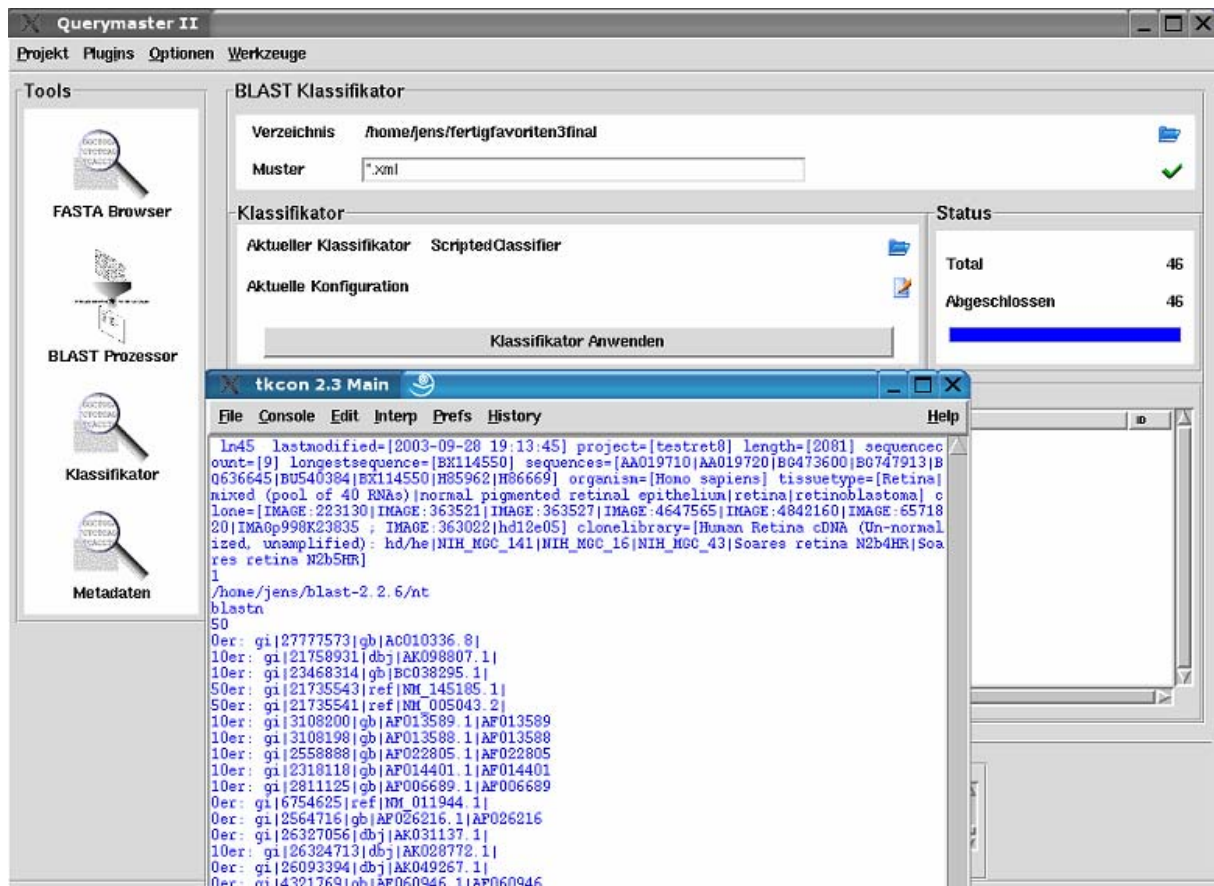 Querymaster II
Projekt Plugins Optionen Werkzeuge
Tools
FASTA Browser
BLAST Prozessor
Klassifikator
Metadaten
BLAST Klassifikator
Verzeichnis /home/jens/fertigfavoriten3final
Muster *.xml
Klassifikator
Aktueller Klassifikator ScriptedClassifier
Aktuelle Konfiguration
Klassifikator Anwenden
Status
Total 46
Abgeschlossen 46
ID
tkcon 2.3 Main
File Console Edit Interp Prefs History Help
ln45 lastmodified=[2003-09-28 19:13:45] project=[testret8] length=[2081] sequencec
ount=[9] longestsequence=[BX114550] sequences=[AA019710|AA019720|BG473600|BG747913|B
Q636645|BU540384|BX114550|H85962|H86669] organism=[Homo sapiens] tissuetype=[Retina|
mixed (pool of 40 RNAs)|normal pigmented retinal epithelium|retina|retinoblastoma] c
lone=[IMAGE:223130|IMAGE:363521|IMAGE:363527|IMAGE:4647565|IMAGE:4842160|IMAGE:65718
20|IMAGp998K23835 ; IMAGE:363022|hd12e05] clonelibrary=[Human Retina cDNA (Un-normal
ized, unamplified): hd/he|NIH_MGC_141|NIH_MGC_16|NIH_MGC_43|Soares retina N2b4HR|Soa
res retina N2b5HR]
1
/home/jens/blast-2.2.6/nt
blastn
50
0er: gi|27777573|gb|AC010336.8|
10er: gi|21758931|dbj|AK098807.1|
10er: gi|23468314|gb|BC038295.1|
50er: gi|21735543|ref|NM_145185.1|
50er: gi|21735541|ref|NM_005043.2|
10er: gi|3108200|gb|AF013589.1|AF013589
10er: gi|3108198|gb|AF013588.1|AF013588
10er: gi|2558888|gb|AF022805.1|AF022805
10er: gi|2318118|gb|AF014401.1|AF014401
10er: gi|2811125|gb|AF006689.1|AF006689
0er: gi|6754625|ref|NM_011944.1|
0er: gi|2564716|gb|AF026216.1|AF026216
0er: gi|26327056|dbj|AK031137.1|
10er: gi|26324713|dbj|AK028772.1|
0er: gi|26093394|dbj|AK049267.1|
0er: gi|4321769|gb|AF060946.1|AF060946